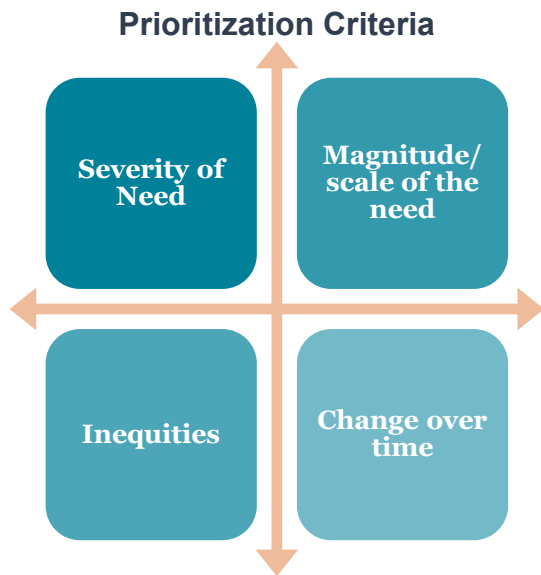 Prioritization Criteria
Severity of
Need
Magnitude/
scale of the
need
Inequities
Change over
time